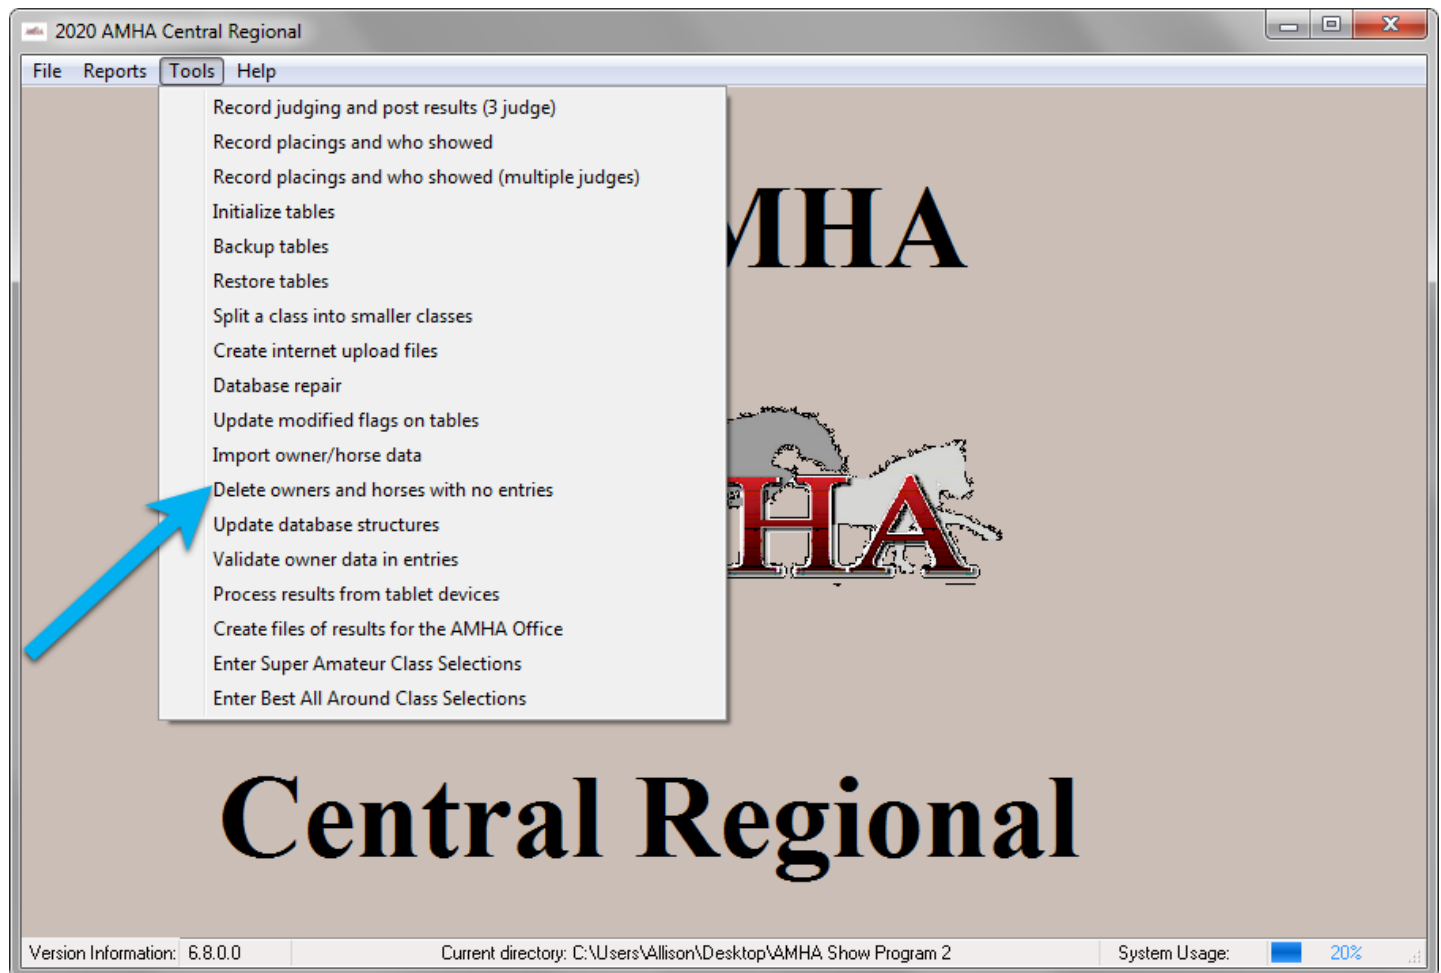 2020 AMHA Central Regional
File Reports Tools Help
Record judging and post results (3 judge)
Record placings and who showed
Record placings and who showed (multiple judges)
Initialize tables
Backup tables
Restore tables
Split a class into smaller classes
Create internet upload files
Database repair
Update modified flags on tables
Import owner/horse data
Delete owners and horses with no entries
Update database structures
Validate owner data in entries
Process results from tablet devices
Create files of results for the AMHA Office
Enter Super Amateur Class Selections
Enter Best All Around Class Selections
MHA
HA
Central Regional
Version Information: 6.8.0.0 Current directory: C:\Users\Allison\Desktop\AMHA Show Program 2 System Usage: 20%